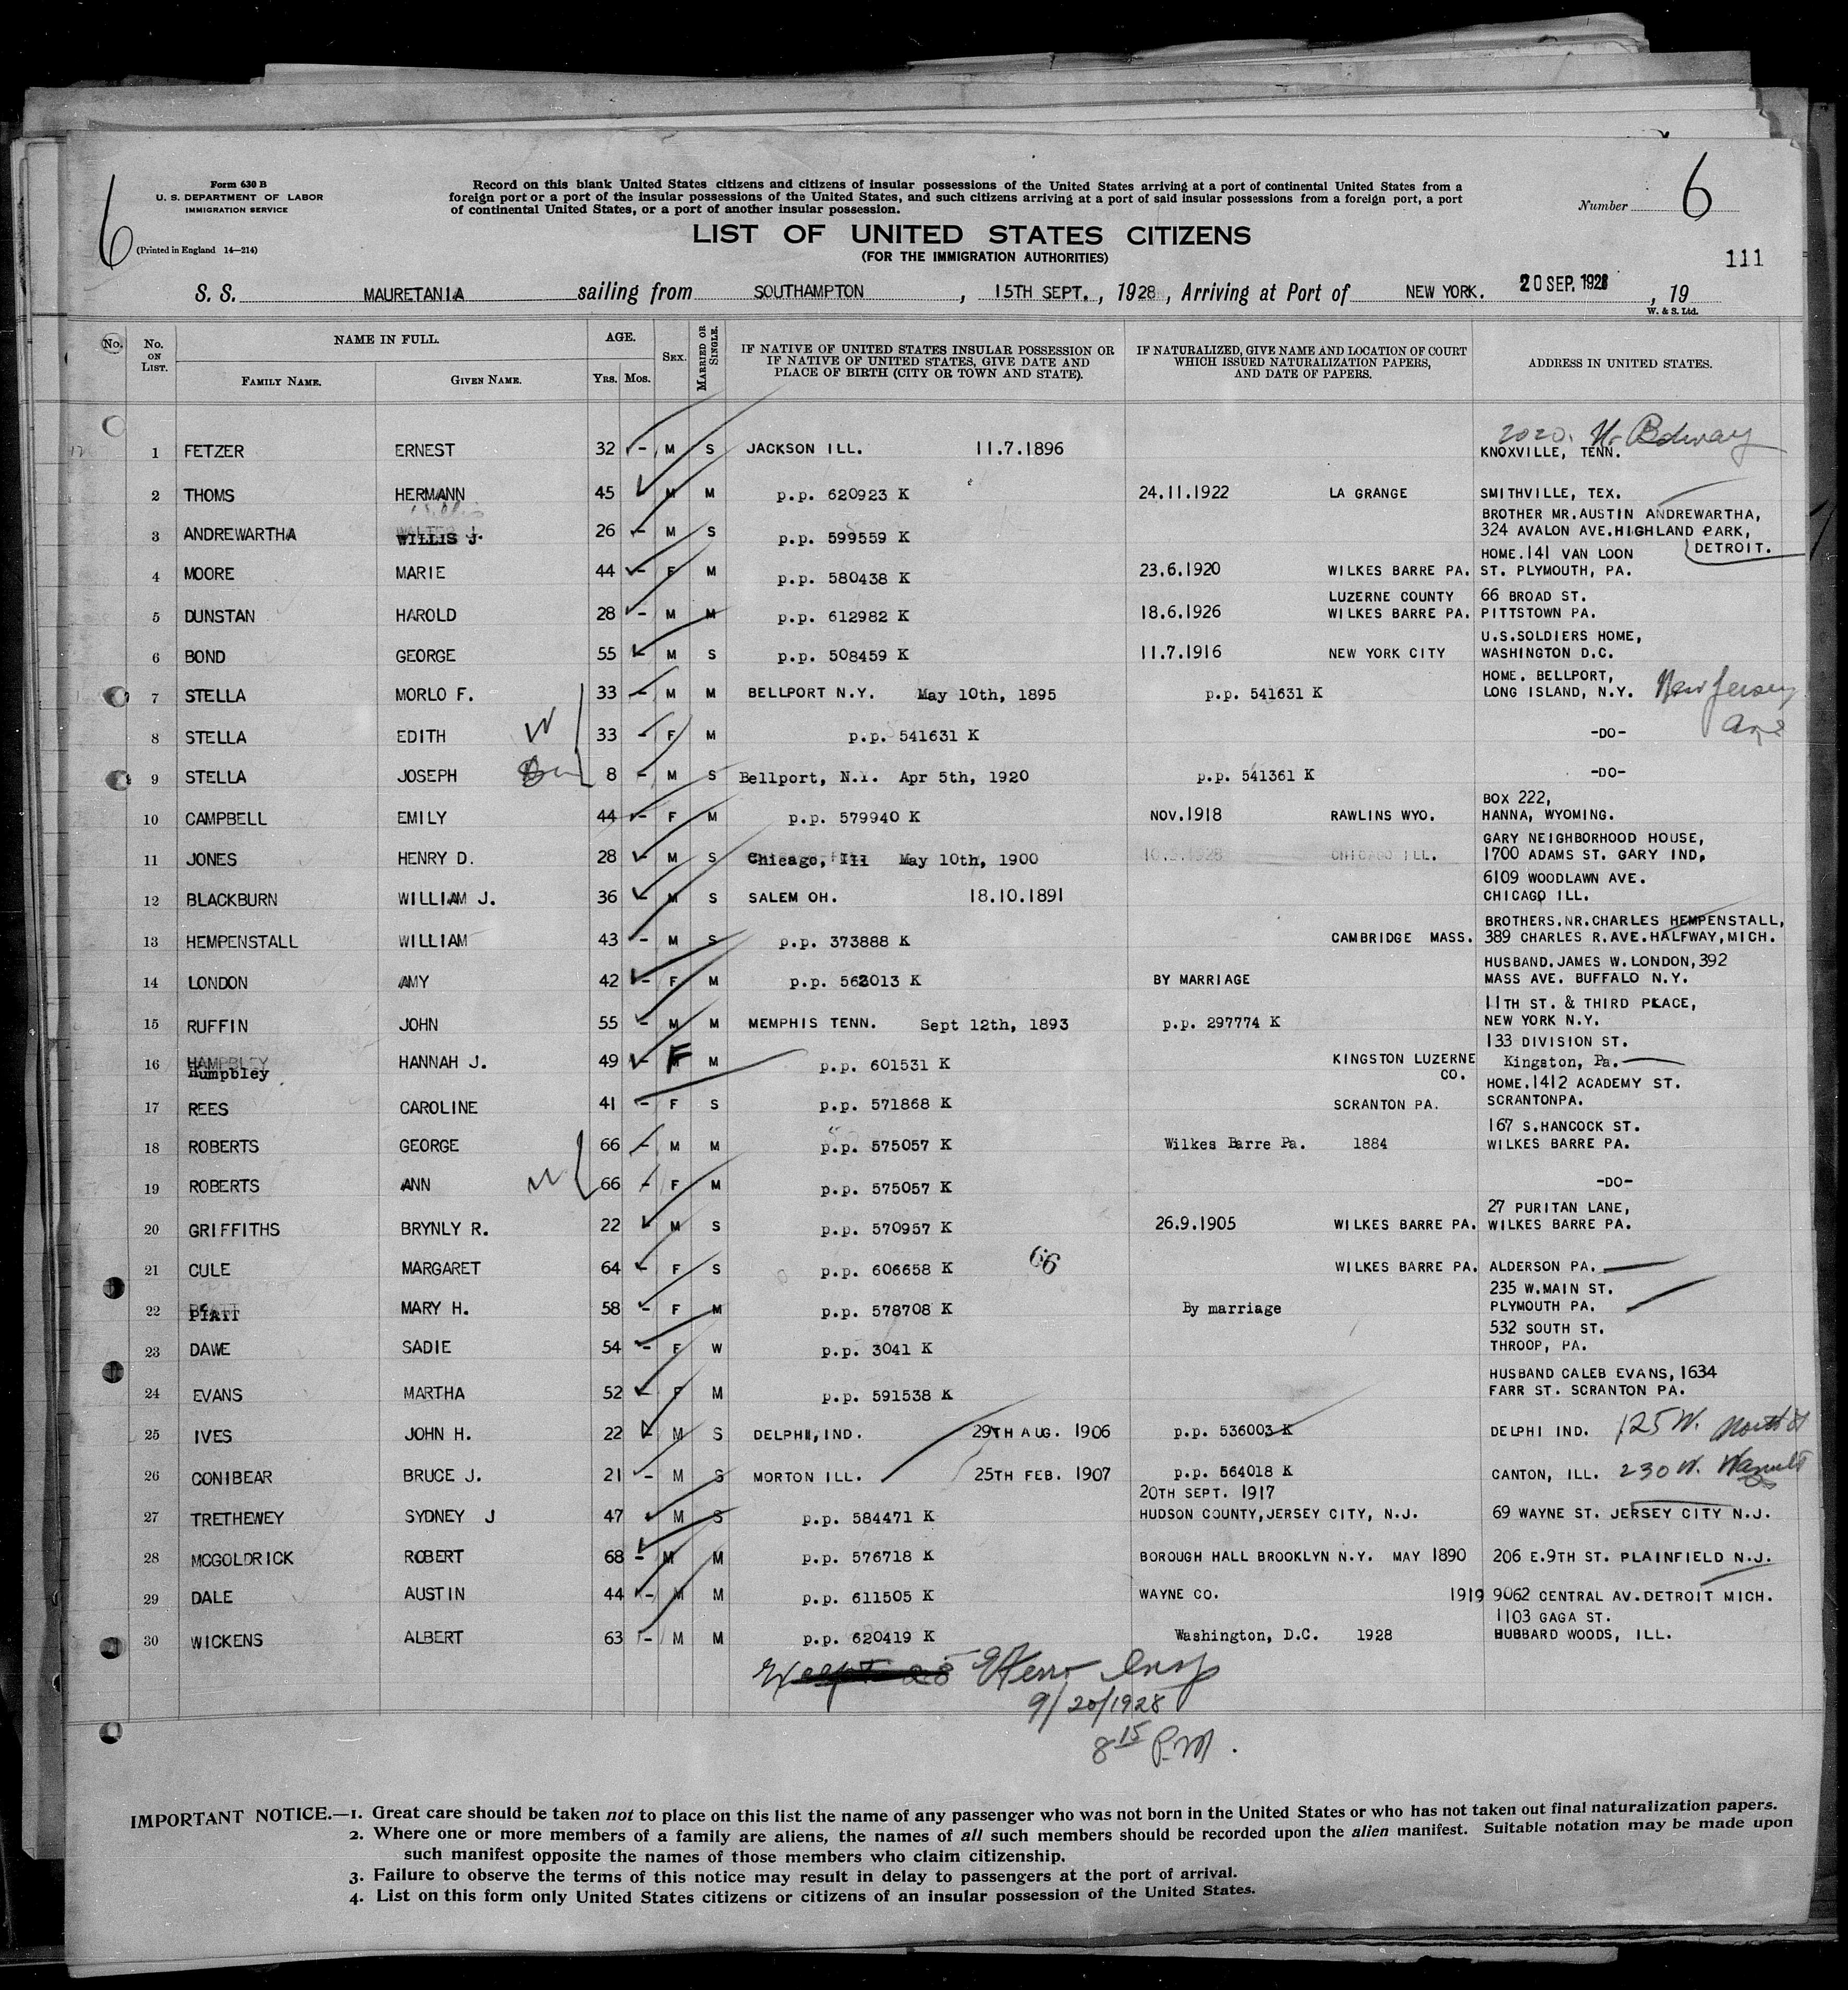 6
Form 630 B
U. S. DEPARTMENT OF LABOR
IMMIGRATION SERVICE
(Printed in England 14—214)
Record on this blank United States citizens and citizens of insular possessions of the United States arriving at a port of continental United States from a
foreign port or a port of the insular possessions of the United States, and such citizens arriving at a port of said insular possessions from a foreign port, a port
of continental United States, or a port of another insular possession.
Number 6
LIST OF UNITED STATES CITIZENS
(FOR THE IMMIGRATION AUTHORITIES)
111
S. S. MAURETANIA sailing from SOUTHAMPTON , 15TH SEPT. , 1928 , Arriving at Port of NEW YORK. 20 SEP. 1928 , 19
W. & S. Ltd.
No. No. ON LIST. NAME IN FULL. FAMILY NAME. GIVEN NAME. AGE. YRS. MOS. SEX. MARRIED OR SINGLE. IF NATIVE OF UNITED STATES INSULAR POSSESSION OR IF NATIVE OF UNITED STATES, GIVE DATE AND PLACE OF BIRTH (CITY OR TOWN AND STATE). IF NATURALIZED, GIVE NAME AND LOCATION OF COURT WHICH ISSUED NATURALIZATION PAPERS, AND DATE OF PAPERS. ADDRESS IN UNITED STATES.
2020. N. Bdway
1 FETZER ERNEST 32 - M S JACKSON ILL. 11.7.1896 KNOXVILLE, TENN.
2 THOMS HERMANN 45 M M p.p. 620923 K 24.11.1922 LA GRANGE SMITHVILLE, TEX.
BROTHER MR.AUSTIN ANDREWARTHA,
3 ANDREWARTHA WILLIS J. 26 - M S p.p. 599559 K 324 AVALON AVE.HIGHLAND PARK,
DETROIT.
HOME.141 VAN LOON
4 MOORE MARIE 44 - F M p.p. 580438 K 23.6.1920 WILKES BARRE PA. ST. PLYMOUTH, PA.
LUZERNE COUNTY 66 BROAD ST.
5 DUNSTAN HAROLD 28 - M M p.p. 612982 K 18.6.1926 WILKES BARRE PA. PITTSTOWN PA.
U.S.SOLDIERS HOME,
6 BOND GEORGE 55 - M S p.p. 508459 K 11.7.1916 NEW YORK CITY WASHINGTON D.C.
HOME. BELLPORT,
7 STELLA MORLO F. 33 - M M BELLPORT N.Y. May 10th, 1895 p.p. 541631 K LONG ISLAND, N.Y. New Jersey
Ave
8 STELLA EDITH W 33 - F M p.p. 541631 K -DO-
9 STELLA JOSEPH 8 - M S Bellport, N.Y. Apr 5th, 1920 p.p. 541361 K -DO-
BOX 222,
10 CAMPBELL EMILY 44 - F M p.p. 579940 K NOV.1918 RAWLINS WYO. HANNA, WYOMING.
GARY NEIGHBORHOOD HOUSE,
11 JONES HENRY D. 28 - M S Chicago, Ill May 10th, 1900 CHICAGO ILL. 1700 ADAMS ST. GARY IND,
6109 WOODLAWN AVE.
12 BLACKBURN WILLIAM J. 36 - M S SALEM OH. 18.10.1891 CHICAGO ILL.
BROTHERS.NR.CHARLES HEMPENSTALL,
13 HEMPENSTALL WILLIAM 43 - M S p.p. 373888 K CAMBRIDGE MASS. 389 CHARLES R.AVE.HALFWAY,MICH.
HUSBAND.JAMES W.LONDON,392
14 LONDON AMY 42 - F M p.p. 562013 K BY MARRIAGE MASS AVE. BUFFALO N.Y.
11TH ST. & THIRD PLACE,
15 RUFFIN JOHN 55 - M M MEMPHIS TENN. Sept 12th, 1893 p.p. 297774 K NEW YORK N.Y.
133 DIVISION ST.
16 HAMPBLEY HANNAH J. 49 - F M p.p. 601531 K KINGSTON LUZERNE Kingston, Pa.
Humpbley CO.
HOME.1412 ACADEMY ST.
17 REES CAROLINE 41 - F S p.p. 571868 K SCRANTON PA. SCRANTONPA.
167 S.HANCOCK ST.
18 ROBERTS GEORGE 66 - M M p.p. 575057 K Wilkes Barre Pa. 1884 WILKES BARRE PA.
19 ROBERTS ANN W 66 - F M p.p. 575057 K -DO-
27 PURITAN LANE,
20 GRIFFITHS BRYNLY R. 22 - M S p.p. 570957 K 26.9.1905 WILKES BARRE PA. WILKES BARRE PA.
66
21 CULE MARGARET 64 - F S p.p. 606658 K WILKES BARRE PA. ALDERSON PA.
235 W.MAIN ST.
22 PIATT MARY H. 58 - F M p.p. 578708 K By marriage PLYMOUTH PA.
532 SOUTH ST.
23 DAWE SADIE 54 - F W p.p. 3041 K THROOP, PA.
HUSBAND CALEB EVANS, 1634
24 EVANS MARTHA 52 - F M p.p. 591538 K FARR ST. SCRANTON PA.
25 IVES JOHN H. 22 - M S DELPHI, IND. 29TH AUG. 1906 p.p. 536003 K DELPHI IND. 125 W. North St
26 CONIBEAR BRUCE J. 21 - M S MORTON ILL. 25TH FEB. 1907 p.p. 564018 K CANTON, ILL. 230 W.
20TH SEPT. 1917
27 TRETHEWEY SYDNEY J 47 M S p.p. 584471 K HUDSON COUNTY,JERSEY CITY, N.J. 69 WAYNE ST. JERSEY CITY N.J.
28 MCGOLDRICK ROBERT 68 - M M p.p. 576718 K BOROUGH HALL BROOKLYN N.Y. MAY 1890 206 E.9TH ST. PLAINFIELD N.J.
29 DALE AUSTIN 44 - M M p.p. 611505 K WAYNE CO. 1919 9062 CENTRAL AV.DETROIT MICH.
1103 GAGA ST.
30 WICKENS ALBERT 63 - M M p.p. 620419 K Washington, D.C. 1928 HUBBARD WOODS, ILL.
9/20/1928
8 15 P.M.
IMPORTANT NOTICE.—1. Great care should be taken not to place on this list the name of any passenger who was not born in the United States or who has not taken out final naturalization papers.
2. Where one or more members of a family are aliens, the names of all such members should be recorded upon the alien manifest. Suitable notation may be made upon
such manifest opposite the names of those members who claim citizenship.
3. Failure to observe the terms of this notice may result in delay to passengers at the port of arrival.
4. List on this form only United States citizens or citizens of an insular possession of the United States.